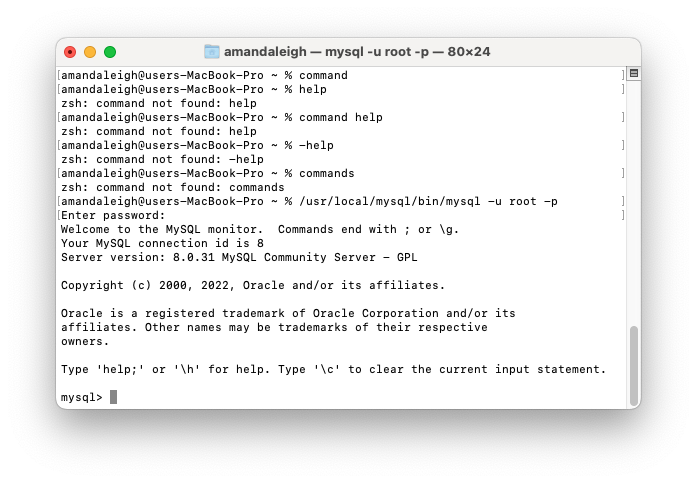 amandaleigh — mysql -u root -p — 80×24
[amandaleigh@users-MacBook-Pro ~ % command ]
[amandaleigh@users-MacBook-Pro ~ % help ]
zsh: command not found: help
[amandaleigh@users-MacBook-Pro ~ % command help ]
zsh: command not found: help
[amandaleigh@users-MacBook-Pro ~ % -help ]
zsh: command not found: -help
[amandaleigh@users-MacBook-Pro ~ % commands ]
zsh: command not found: commands
[amandaleigh@users-MacBook-Pro ~ % /usr/local/mysql/bin/mysql -u root -p ]
[Enter password: ]
Welcome to the MySQL monitor.  Commands end with ; or \g.
Your MySQL connection id is 8
Server version: 8.0.31 MySQL Community Server - GPL
Copyright (c) 2000, 2022, Oracle and/or its affiliates.
Oracle is a registered trademark of Oracle Corporation and/or its
affiliates. Other names may be trademarks of their respective
owners.
Type 'help;' or '\h' for help. Type '\c' to clear the current input statement.
mysql>